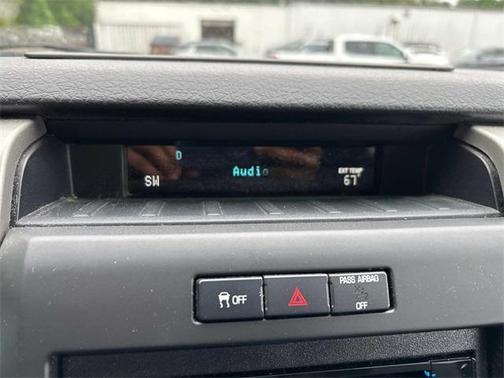 D
SW
Audio
EXT TEMP
67°
OFF
PASS AIRBAG
OFF